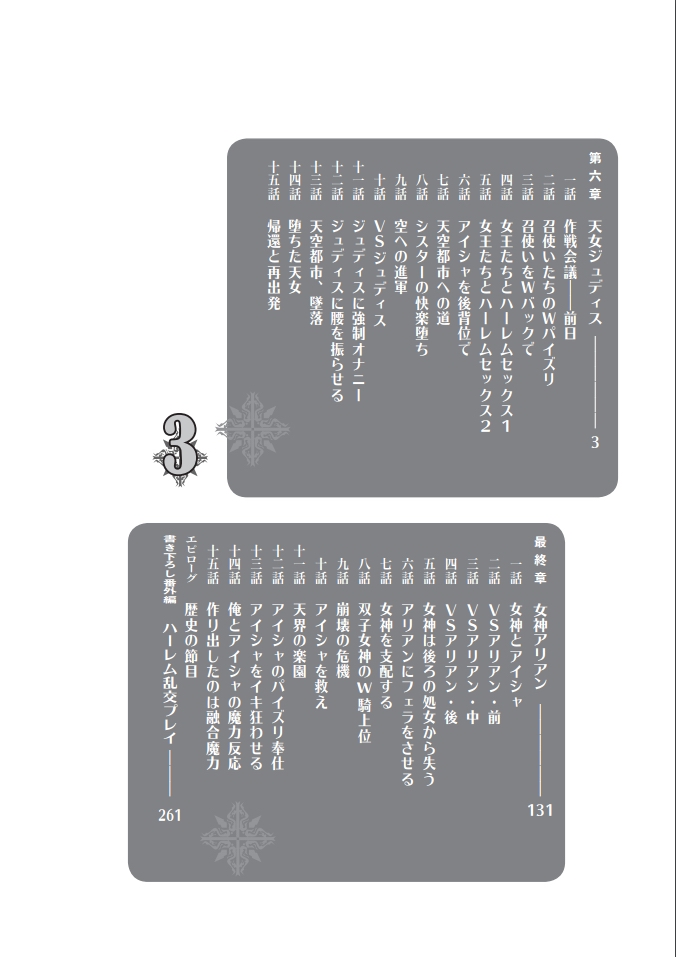 第六章 天女ジュディス ――――― 3
一話 作戦会議――前日
二話 召使いたちのWパイズリ
三話 召使いをWバックで
四話 女王たちとハーレムセックス1
五話 女王たちとハーレムセックス2
六話 アイシャを後背位で
七話 天空都市への道
八話 シスターの快楽堕ち
九話 空への進軍
十話 VSジュディス
十一話 ジュディスに強制オナニー
十二話 ジュディスに腰を振らせる
十三話 天空都市、墜落
十四話 堕ちた天女
十五話 帰還と再出発
3
最終章 女神アリアン ――――― 131
一話 女神とアイシャ
二話 VSアリアン・前
三話 VSアリアン・中
四話 VSアリアン・後
五話 女神は後ろの処女から失う
六話 アリアンにフェラをさせる
七話 女神を支配する
八話 双子女神のW騎上位
九話 崩壊の危機
十話 アイシャを救え
十一話 天界の楽園
十二話 アイシャのパイズリ奉仕
十三話 アイシャをイキ狂わせる
十四話 俺とアイシャの魔力反応
十五話 作り出したのは融合魔力
エピローグ 歴史の節目
書き下ろし番外編 ハーレム乱交プレイ ――― 261